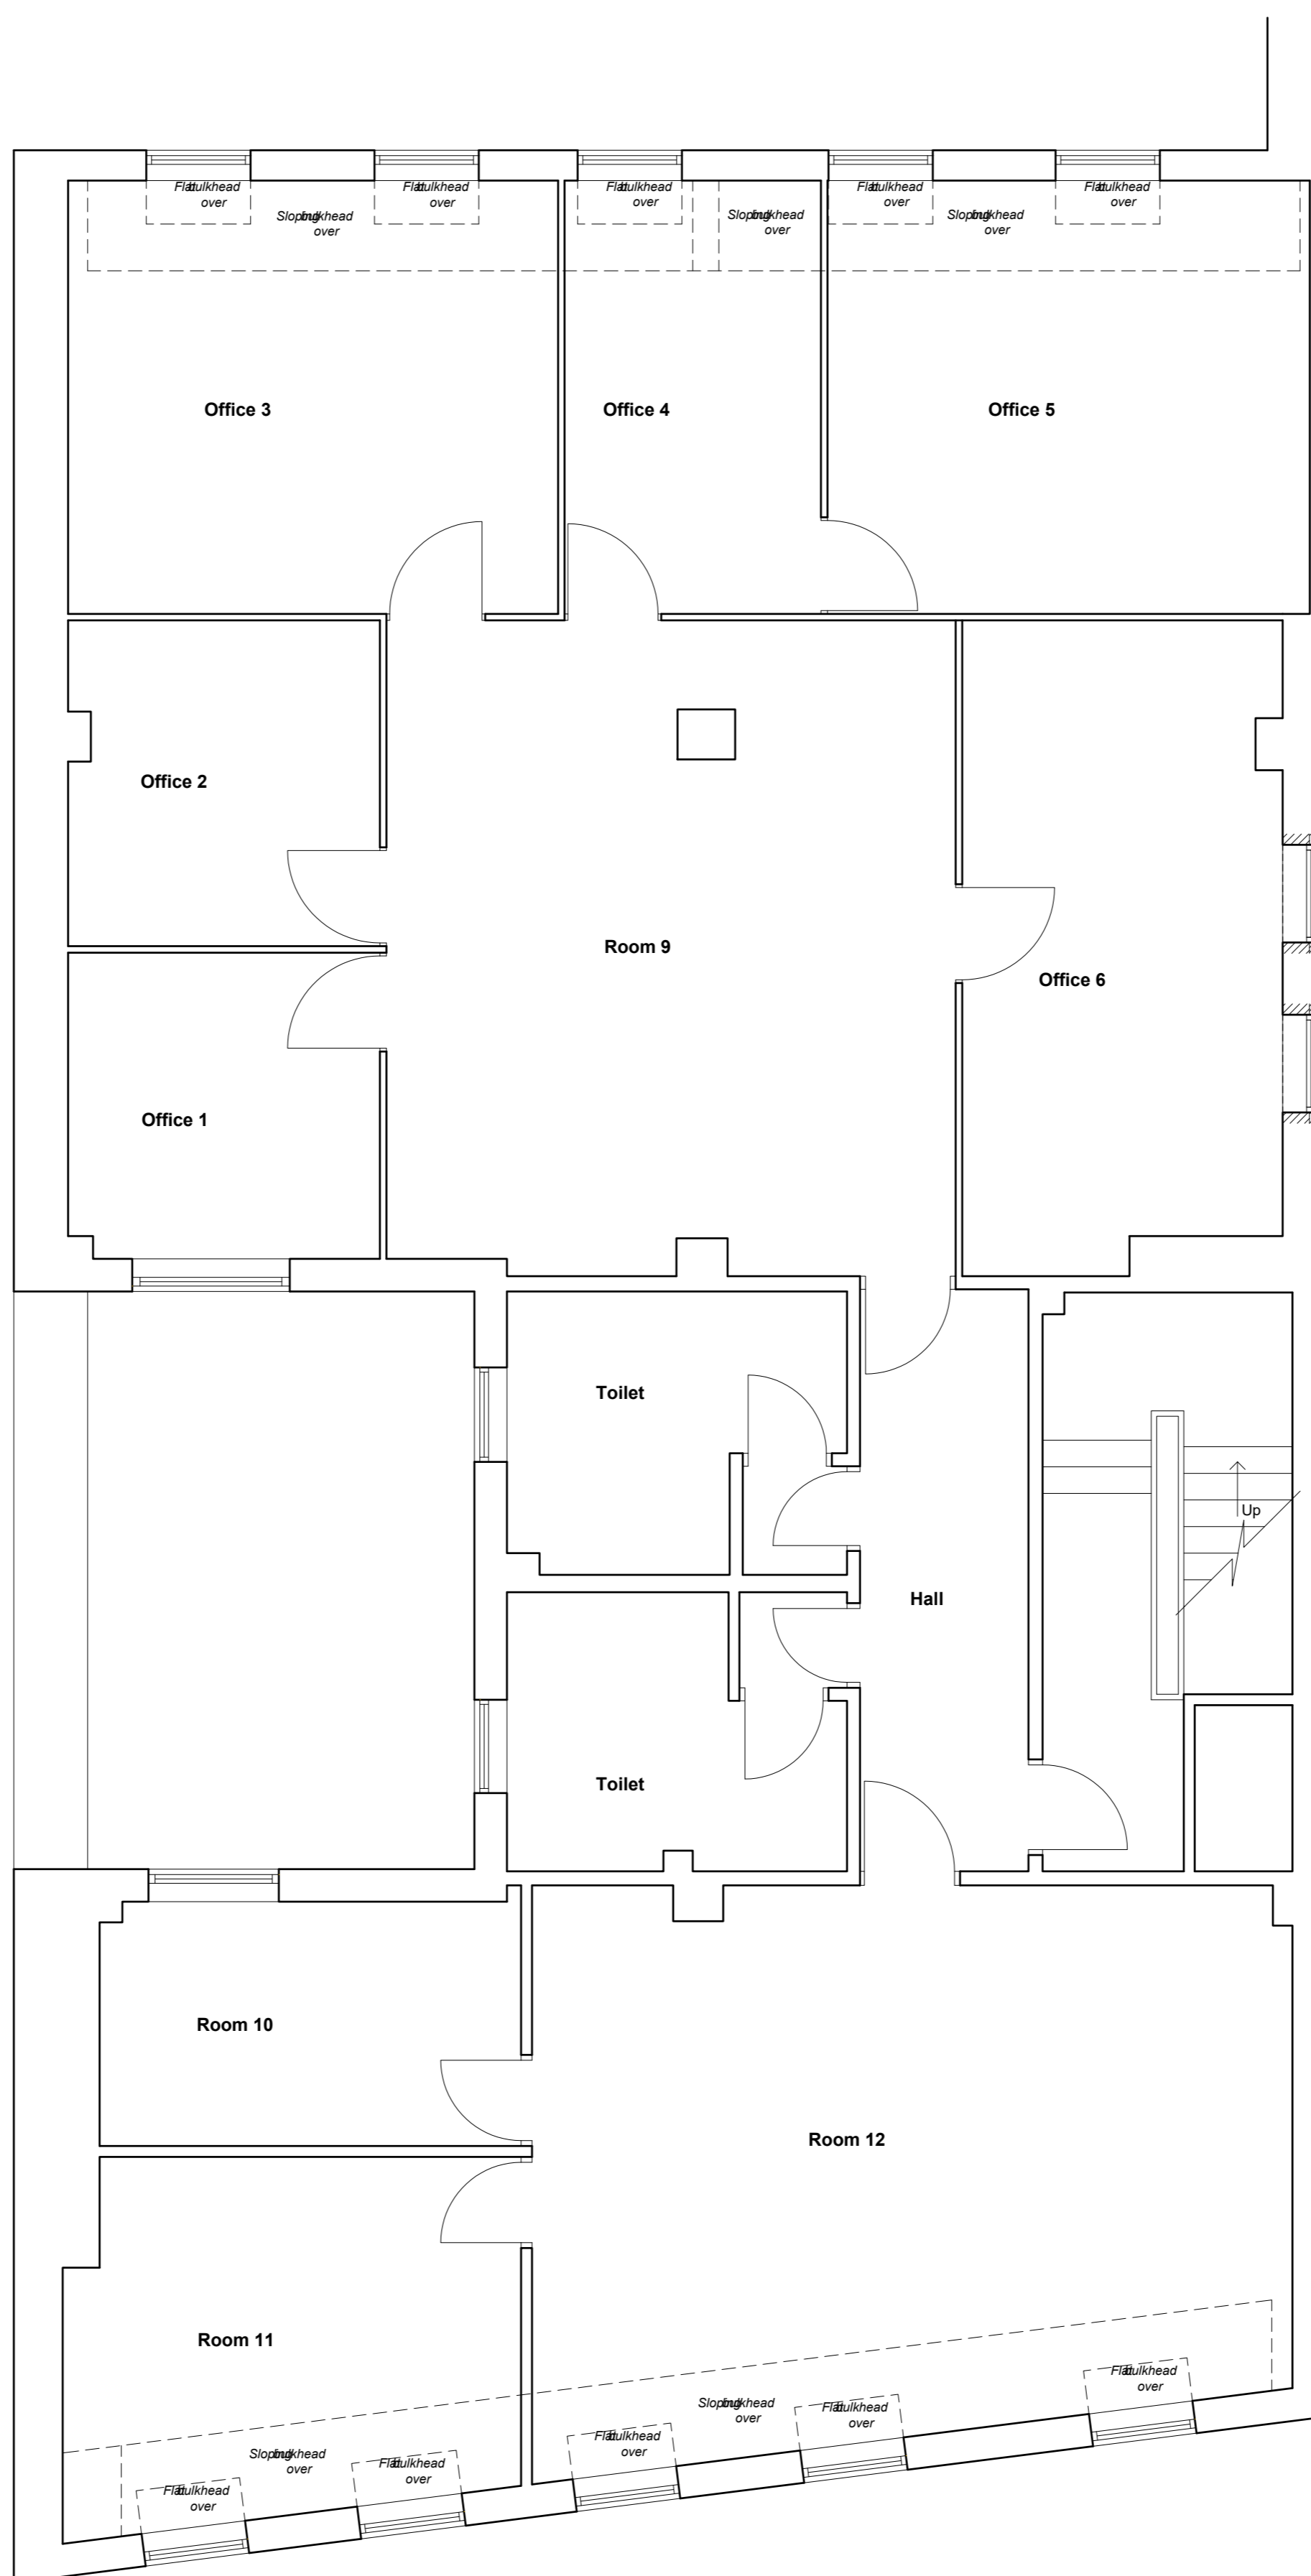 Flat bulkhead
over
Sloping bulkhead
over
Flat bulkhead
over
Flat bulkhead
over
Sloping bulkhead
over
Flat bulkhead
over
Sloping bulkhead
over
Flat bulkhead
over
Office 3
Office 4
Office 5
Office 2
Room 9
Office 6
Office 1
Toilet
Up
Hall
Toilet
Room 10
Room 12
Room 11
Flat bulkhead
over
Sloping bulkhead
over
Flat bulkhead
over
Flat bulkhead
over
Sloping bulkhead
over
Flat bulkhead
over
Flat bulkhead
over